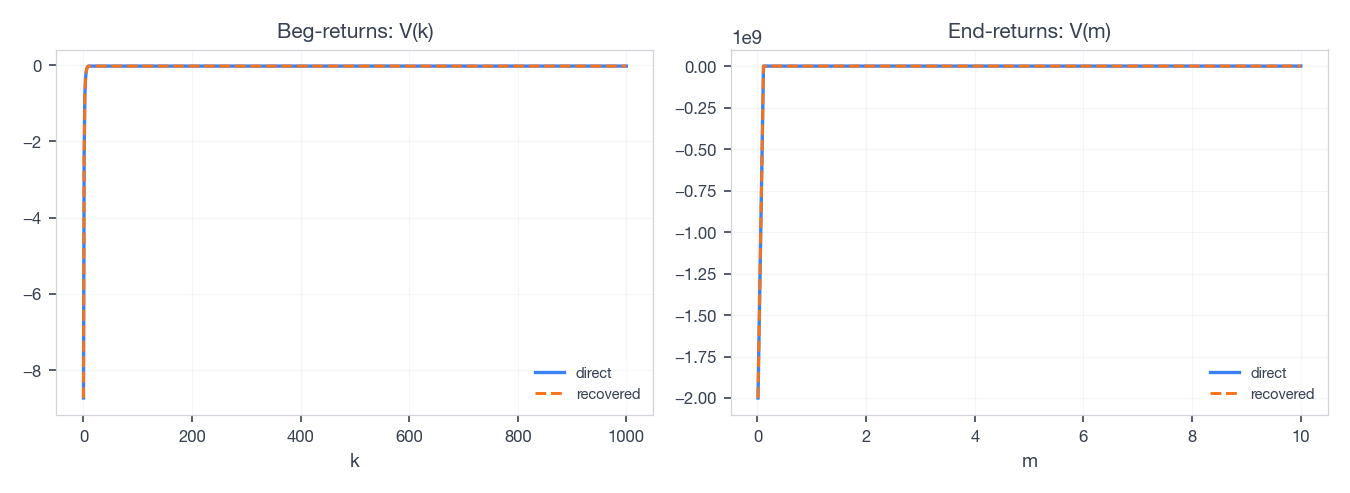 Beg-returns: V(k)
0
−2
−4
−6
−8
0 200 400 600 800 1000
k
direct
recovered
End-returns: V(m)
1e9
0.00
−0.25
−0.50
−0.75
−1.00
−1.25
−1.50
−1.75
−2.00
0 2 4 6 8 10
m
direct
recovered